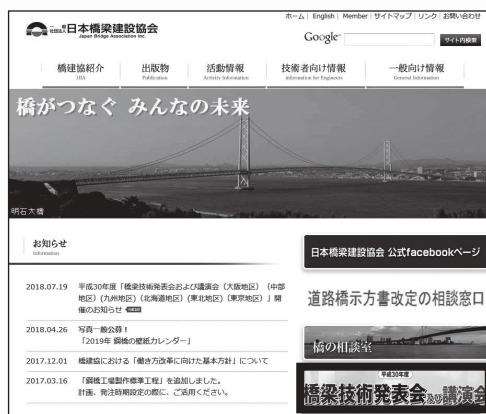 ホーム | English | Member | サイトマップ | リンク | お問い合わせ
一般社団法人 日本橋梁建設協会
Japan Bridge Association Inc.
Google サイト内検索
橋建協紹介 出版物 活動情報 技術者向け情報 一般向け情報
JBA Publication Activity Information information for Engineers General Information
橋がつなぐ みんなの未来
明石大橋
お知らせ
information
2018.07.19 平成30年度「橋梁技術発表会および講演会(大阪地区)(中部
地区)(九州地区)(北海道地区)(東北地区)(東京地区)」開
催のお知らせ
2018.04.26 写真一般公募!
「2019年 鋼橋の壁紙カレンダー」
2017.12.01 橋建協における「働き方改革に向けた基本方針」について
2017.03.16 「鋼橋工場製作標準工程」を追加しました。
計画、発注時期設定の際に、ご活用ください。
日本橋梁建設協会 公式facebookページ
道路橋示方書改定の相談窓口
橋の相談室
平成30年度
橋梁技術発表会及び講演会